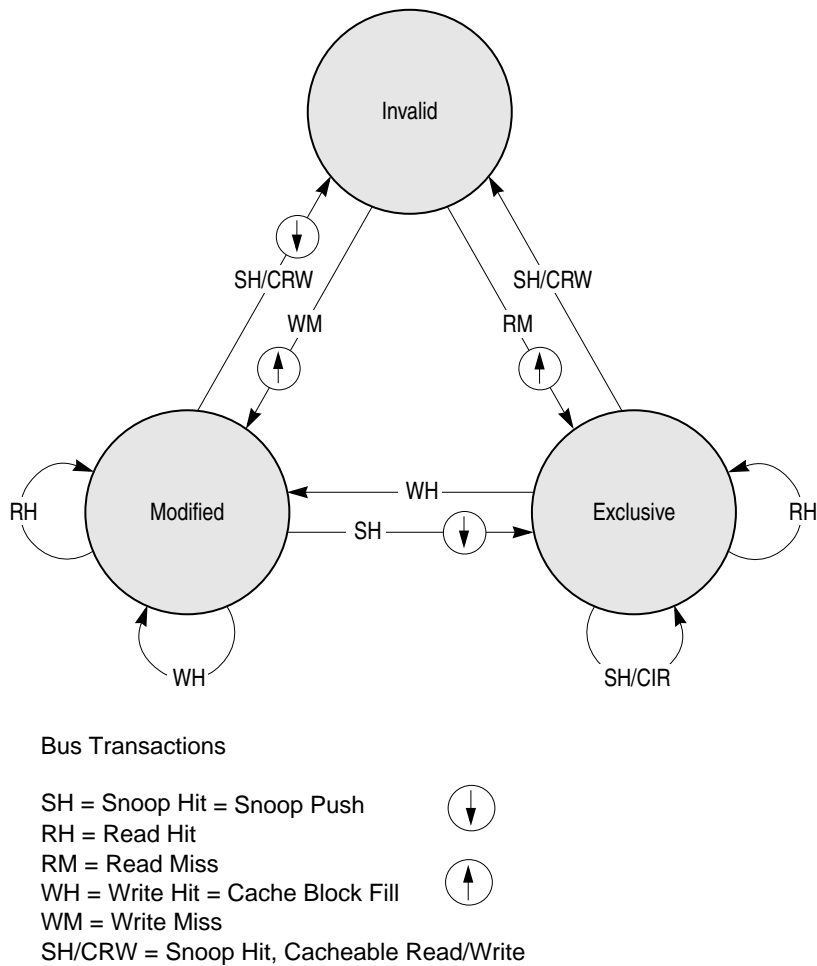 Invalid
SH/CRW
SH/CRW
WM
RM
WH
RH
Modified
Exclusive
RH
SH
WH
SH/CIR
Bus Transactions
SH = Snoop Hit = Snoop Push
RH = Read Hit
RM = Read Miss
WH = Write Hit = Cache Block Fill
WM = Write Miss
SH/CRW = Snoop Hit, Cacheable Read/Write